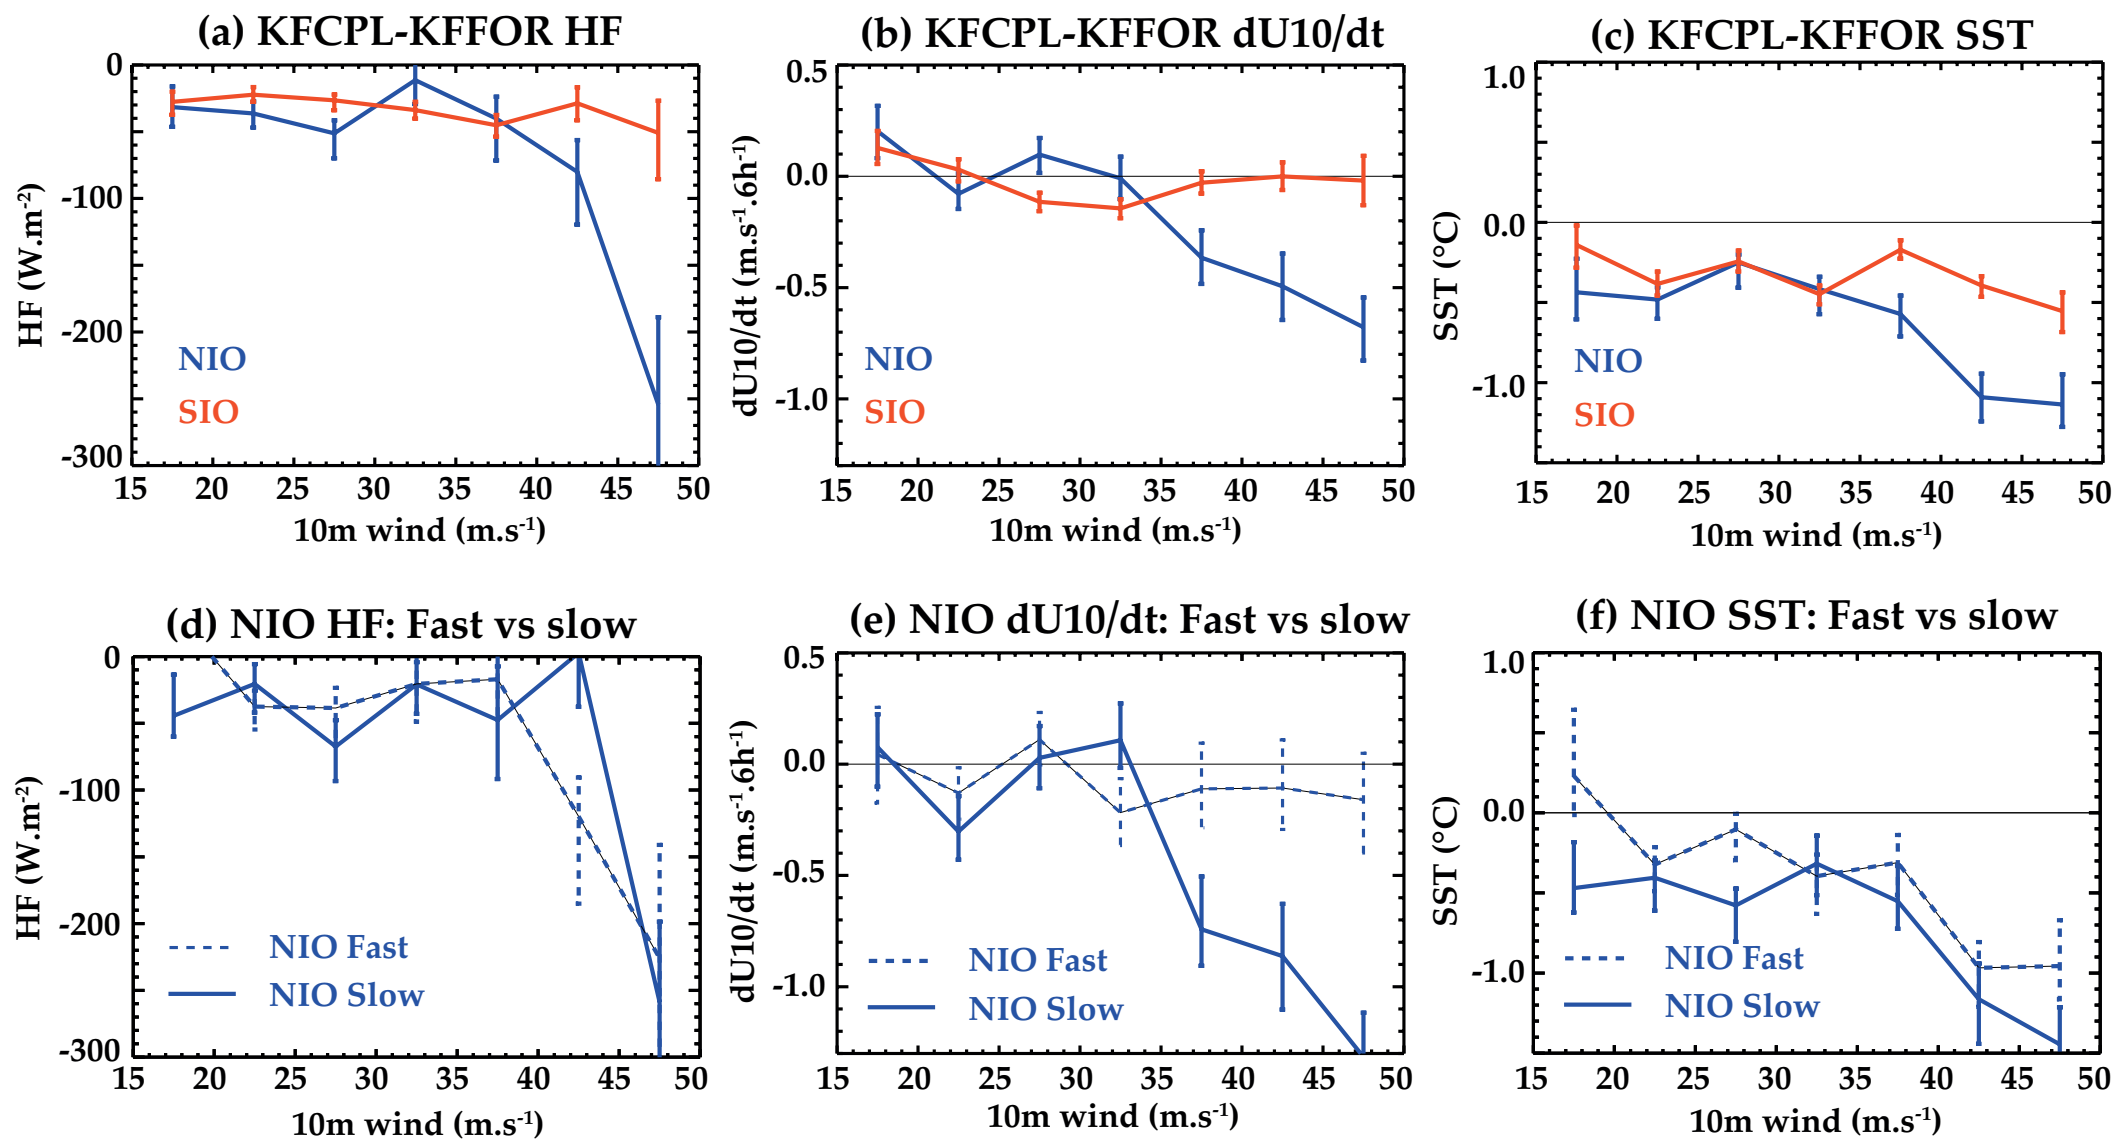 (a) KFCPL-KFFOR HF
0
-100
-200
-300
HF (W.m-2)
NIO
SIO
15 20 25 30 35 40 45 50
10m wind (m.s-1)
(b) KFCPL-KFFOR dU10/dt
0.5
0.0
-0.5
-1.0
dU10/dt (m.s-1.6h-1)
NIO
SIO
15 20 25 30 35 40 45 50
10m wind (m.s-1)
(c) KFCPL-KFFOR SST
1.0
0.0
-1.0
SST (°C)
NIO
SIO
15 20 25 30 35 40 45 50
10m wind (m.s-1)
(d) NIO HF: Fast vs slow
0
-100
-200
-300
HF (W.m-2)
NIO Fast
NIO Slow
15 20 25 30 35 40 45 50
10m wind (m.s-1)
(e) NIO dU10/dt: Fast vs slow
0.5
0.0
-0.5
-1.0
dU10/dt (m.s-1.6h-1)
NIO Fast
NIO Slow
15 20 25 30 35 40 45 50
10m wind (m.s-1)
(f) NIO SST: Fast vs slow
1.0
0.0
-1.0
SST (°C)
NIO Fast
NIO Slow
15 20 25 30 35 40 45 50
10m wind (m.s-1)